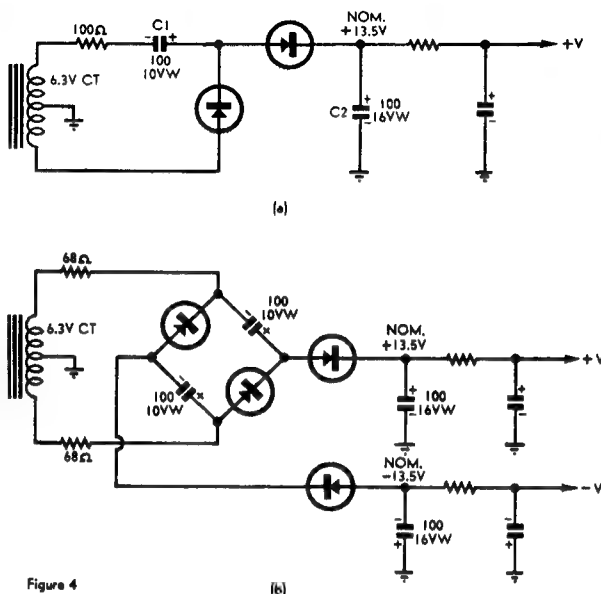 100Ω
C1
- +
100
10VW
6.3V CT
NOM.
+13.5V
+V
C2
+
-
100
16VW
+
-
(a)
68Ω
6.3V CT
-
100
10VW
+
100
10VW
-
+
68Ω
NOM.
+13.5V
+V
+
-
100
16VW
+
-
NOM.
-13.5V
-V
-
+
100
16VW
-
+
Figure 4
(b)